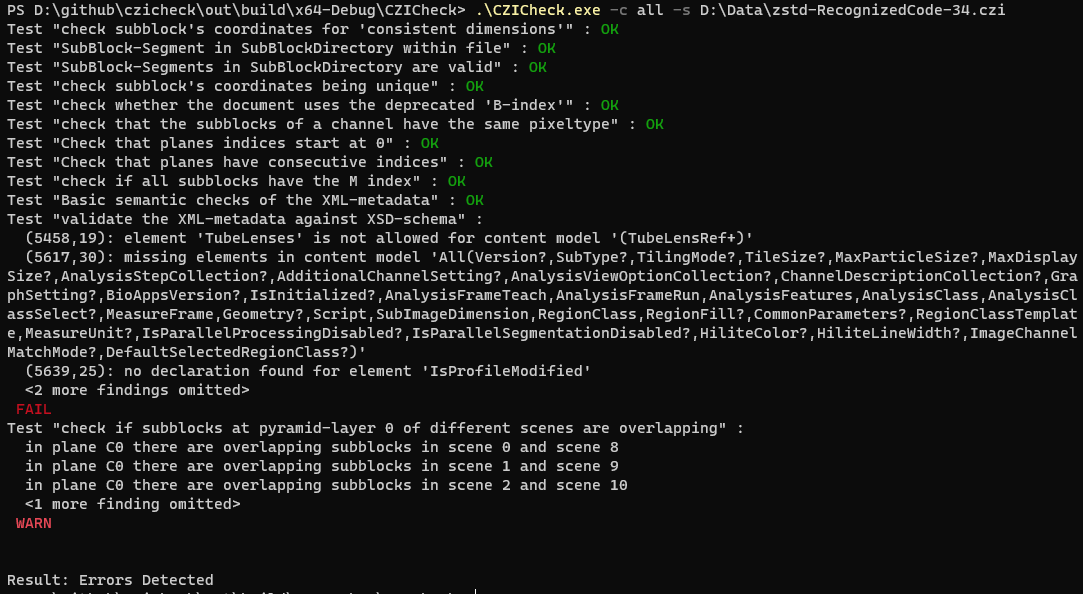 PS D:\github\czicheck\out\build\x64-Debug\CZICheck> .\CZICheck.exe -c all -s D:\Data\zstd-RecognizedCode-34.czi
Test "check subblock's coordinates for 'consistent dimensions'" : OK
Test "SubBlock-Segment in SubBlockDirectory within file" : OK
Test "SubBlock-Segments in SubBlockDirectory are valid" : OK
Test "check subblock's coordinates being unique" : OK
Test "check whether the document uses the deprecated 'B-index'" : OK
Test "check that the subblocks of a channel have the same pixeltype" : OK
Test "Check that planes indices start at 0" : OK
Test "Check that planes have consecutive indices" : OK
Test "check if all subblocks have the M index" : OK
Test "Basic semantic checks of the XML-metadata" : OK
Test "validate the XML-metadata against XSD-schema" :
(5458,19): element 'TubeLenses' is not allowed for content model '(TubeLensRef+)'
(5617,30): missing elements in content model 'All(Version?,SubType?,TilingMode?,TileSize?,MaxParticleSize?,MaxDisplay
Size?,AnalysisStepCollection?,AdditionalChannelSetting?,AnalysisViewOptionCollection?,ChannelDescriptionCollection?,Gra
phSetting?,BioAppsVersion?,IsInitialized?,AnalysisFrameTeach,AnalysisFrameRun,AnalysisFeatures,AnalysisClass,AnalysisCl
assSelect?,MeasureFrame,Geometry?,Script,SubImageDimension,RegionClass,RegionFill?,CommonParameters?,RegionClassTemplat
e,MeasureUnit?,IsParallelProcessingDisabled?,IsParallelSegmentationDisabled?,HiliteColor?,HiliteLineWidth?,ImageChannel
MatchMode?,DefaultSelectedRegionClass?)'
(5639,25): no declaration found for element 'IsProfileModified'
<2 more findings omitted>
FAIL
Test "check if subblocks at pyramid-layer 0 of different scenes are overlapping" :
in plane C0 there are overlapping subblocks in scene 0 and scene 8
in plane C0 there are overlapping subblocks in scene 1 and scene 9
in plane C0 there are overlapping subblocks in scene 2 and scene 10
<1 more finding omitted>
WARN
Result: Errors Detected